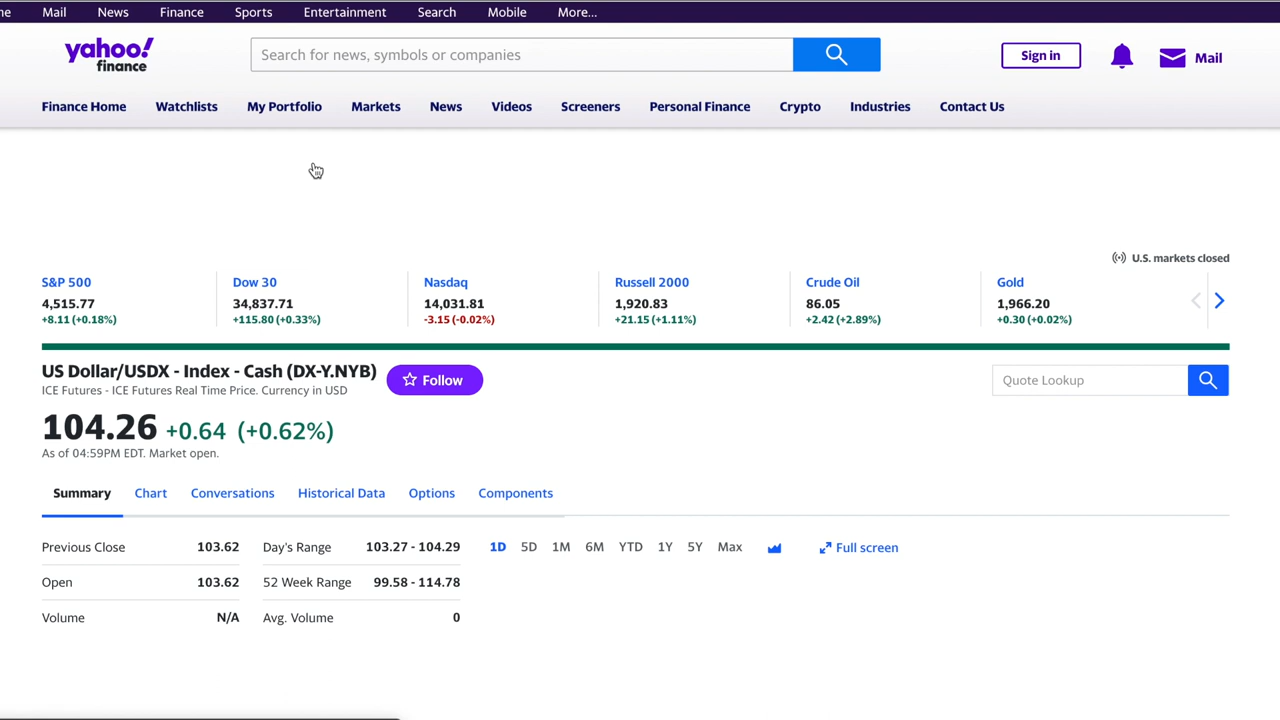 Mail News Finance Sports Entertainment Search Mobile More...
yahoo!
finance
Search for news, symbols or companies
Sign in
Mail
Finance Home Watchlists My Portfolio Markets News Videos Screeners Personal Finance Crypto Industries Contact Us
U.S. markets closed
S&P 500 Dow 30 Nasdaq Russell 2000 Crude Oil Gold
4,515.77 34,837.71 14,031.81 1,920.83 86.05 1,966.20
+8.11 (+0.18%) +115.80 (+0.33%) -3.15 (-0.02%) +21.15 (+1.11%) +2.42 (+2.89%) +0.30 (+0.02%)
US Dollar/USDX - Index - Cash (DX-Y.NYB)
Follow
Quote Lookup
ICE Futures - ICE Futures Real Time Price. Currency in USD
104.26 +0.64 (+0.62%)
As of 04:59PM EDT. Market open.
Summary Chart Conversations Historical Data Options Components
Previous Close 103.62 Day's Range 103.27 - 104.29 1D 5D 1M 6M YTD 1Y 5Y Max Full screen
Open 103.62 52 Week Range 99.58 - 114.78
Volume N/A Avg. Volume 0